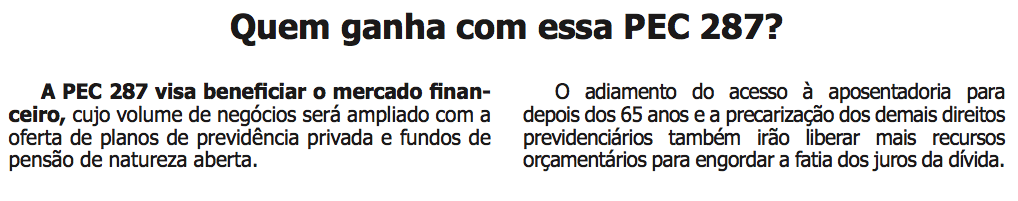 Quem ganha com essa PEC 287?
A PEC 287 visa beneficiar o mercado finan-
ceiro, cujo volume de negócios será ampliado com a
oferta de planos de previdência privada e fundos de
pensão de natureza aberta.
O adiamento do acesso à aposentadoria para
depois dos 65 anos e a precarização dos demais direitos
previdenciários também irão liberar mais recursos
orçamentários para engordar a fatia dos juros da dívida.